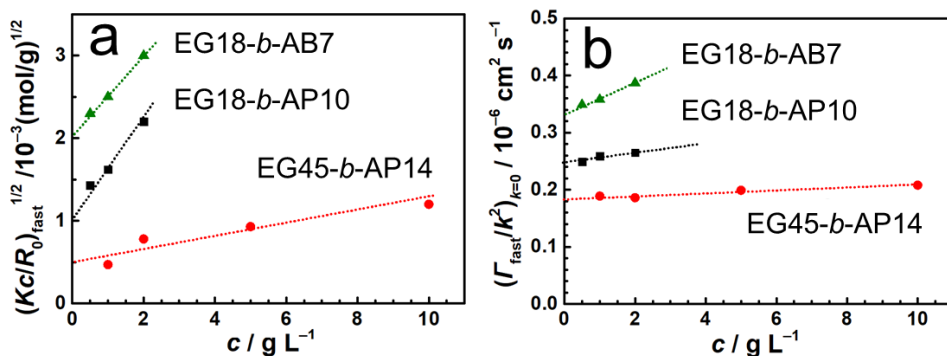 a
EG18-b-AB7
EG18-b-AP10
EG45-b-AP14
(Kc/R₀)fast^1/2 /10⁻³(mol/g)^1/2
3
2
1
0
0 2 4 6 8 10
c / g L⁻¹
b
EG18-b-AB7
EG18-b-AP10
EG45-b-AP14
(Γfast/k²)k=0 / 10⁻⁶ cm² s⁻¹
0.5
0.4
0.3
0.2
0.1
0.0
0 2 4 6 8 10
c / g L⁻¹